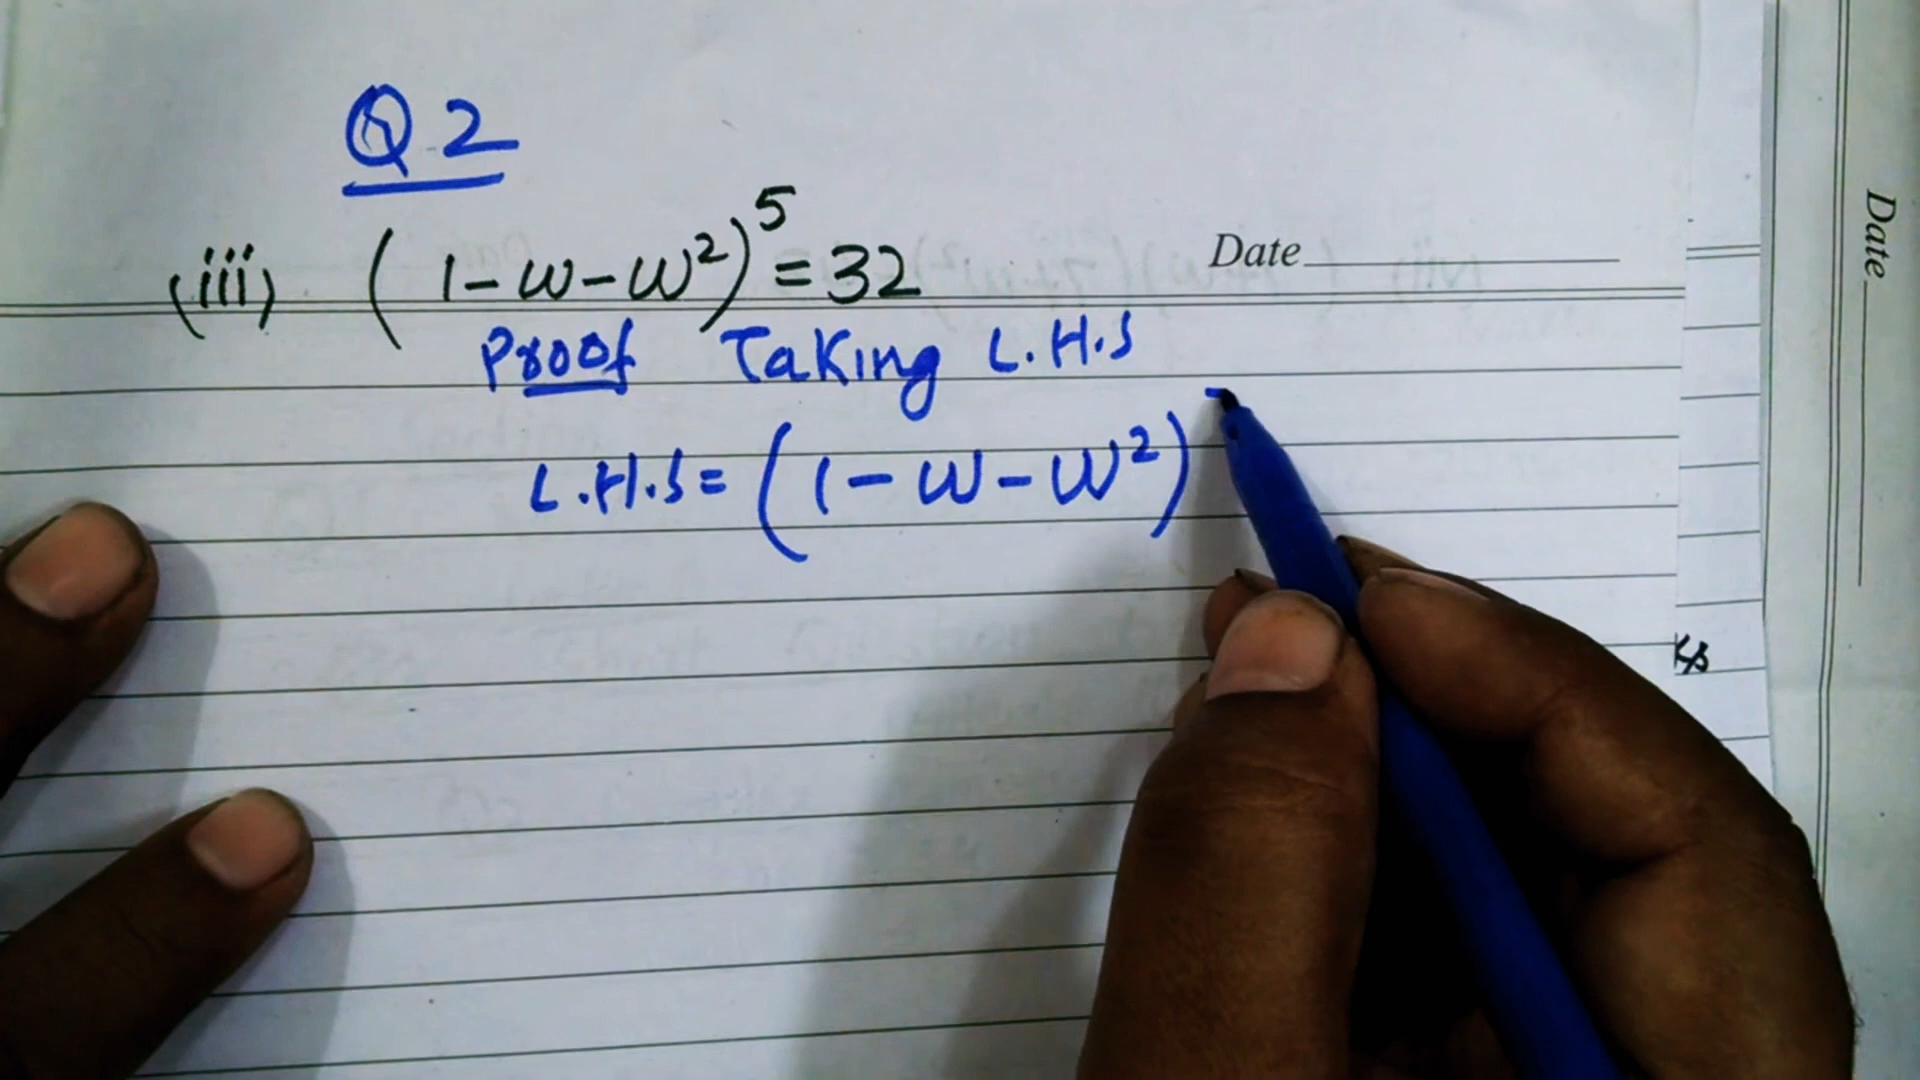 Q 2
(iii) (1-ω-ω²)⁵ = 32
Date
Proof Taking L.H.S
L.H.S = (1-ω-ω²)
Date